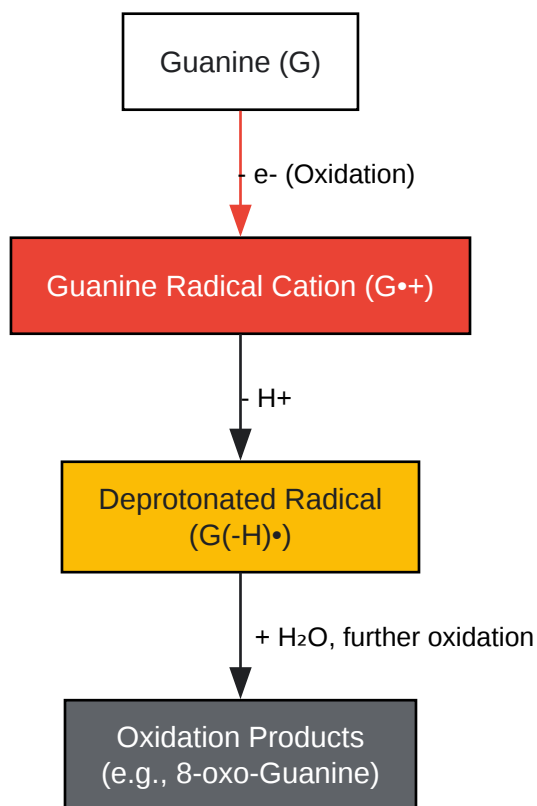 Guanine (G)
- e- (Oxidation)
Guanine Radical Cation (G•+)
- H+
Deprotonated Radical
(G(-H)•)
+ H₂O, further oxidation
Oxidation Products
(e.g., 8-oxo-Guanine)